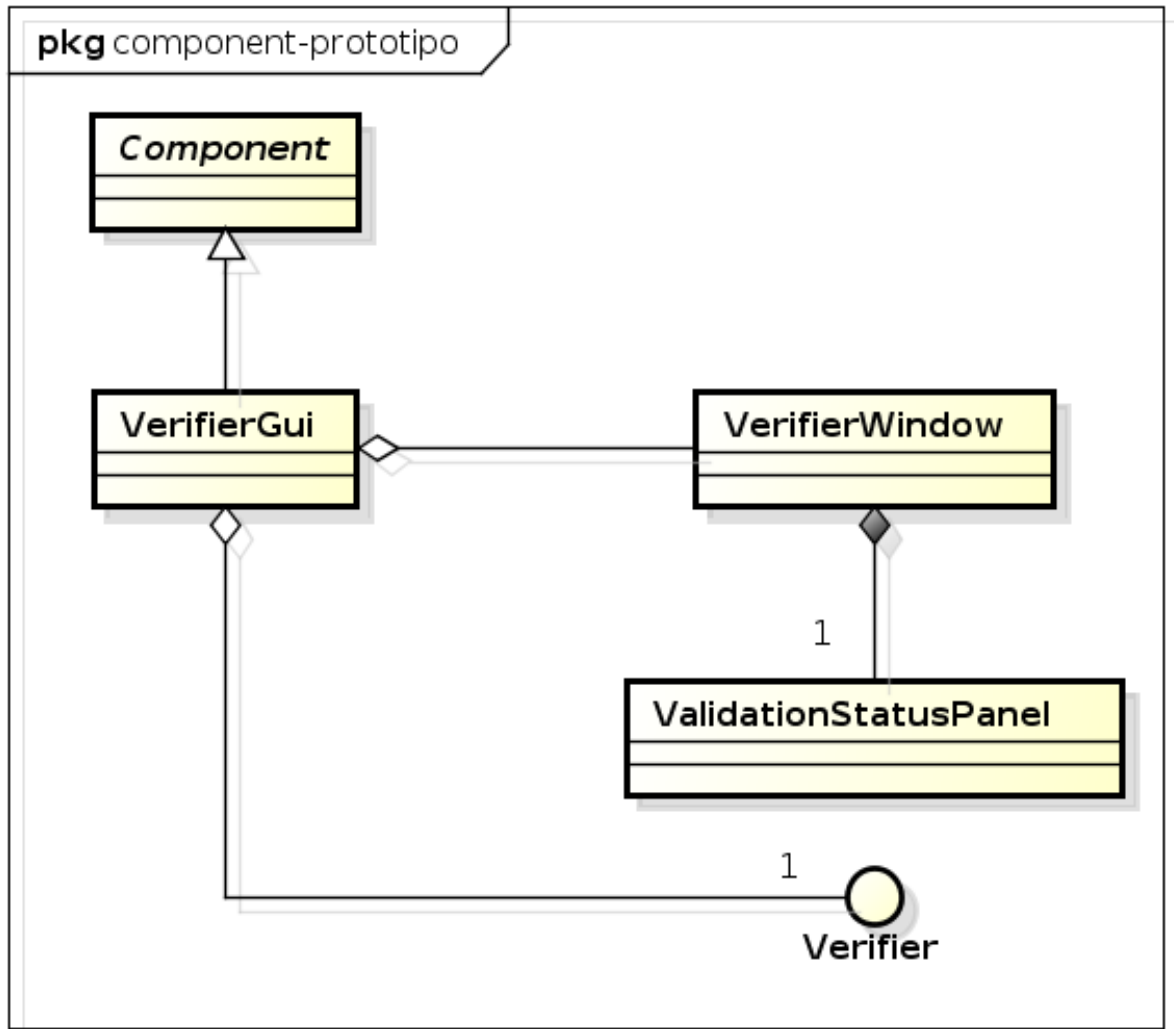 pkg component-prototipo
Component
VerifierGui
VerifierWindow
1
ValidationStatusPanel
1
Verifier